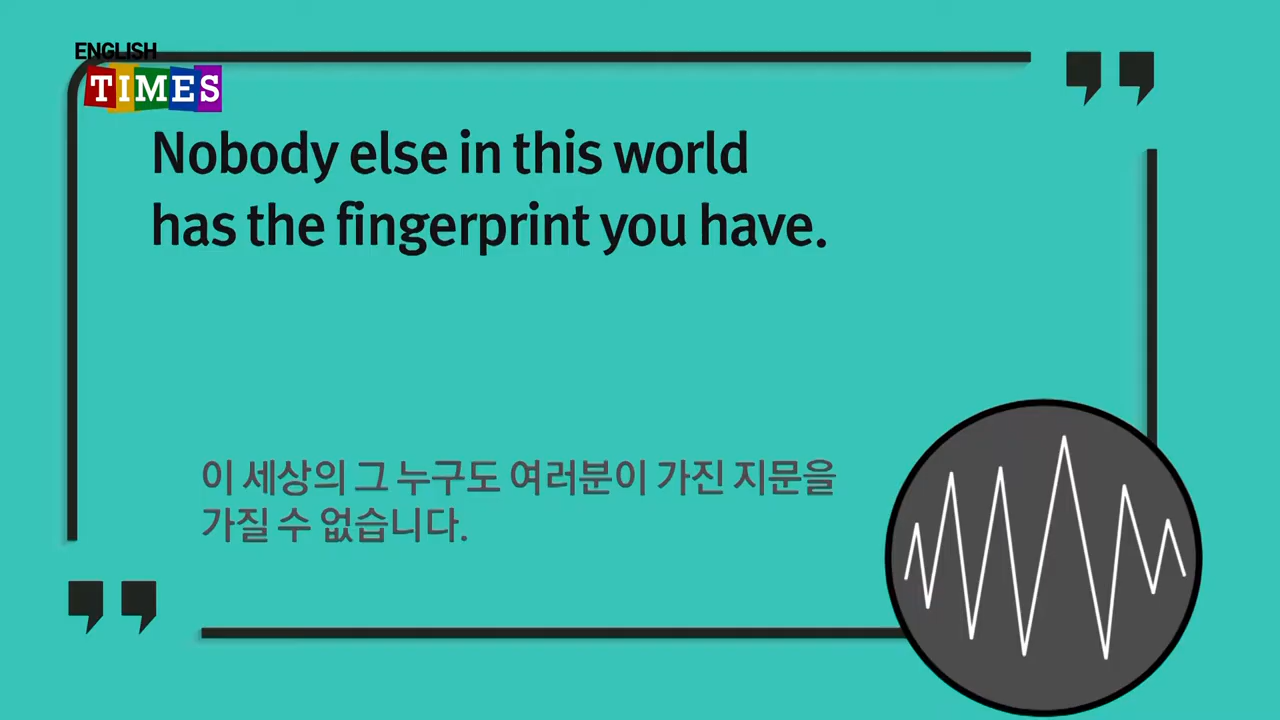 ENGLISH
TIMES
Nobody else in this world
has the fingerprint you have.
이 세상의 그 누구도 여러분이 가진 지문을
가질 수 없습니다.